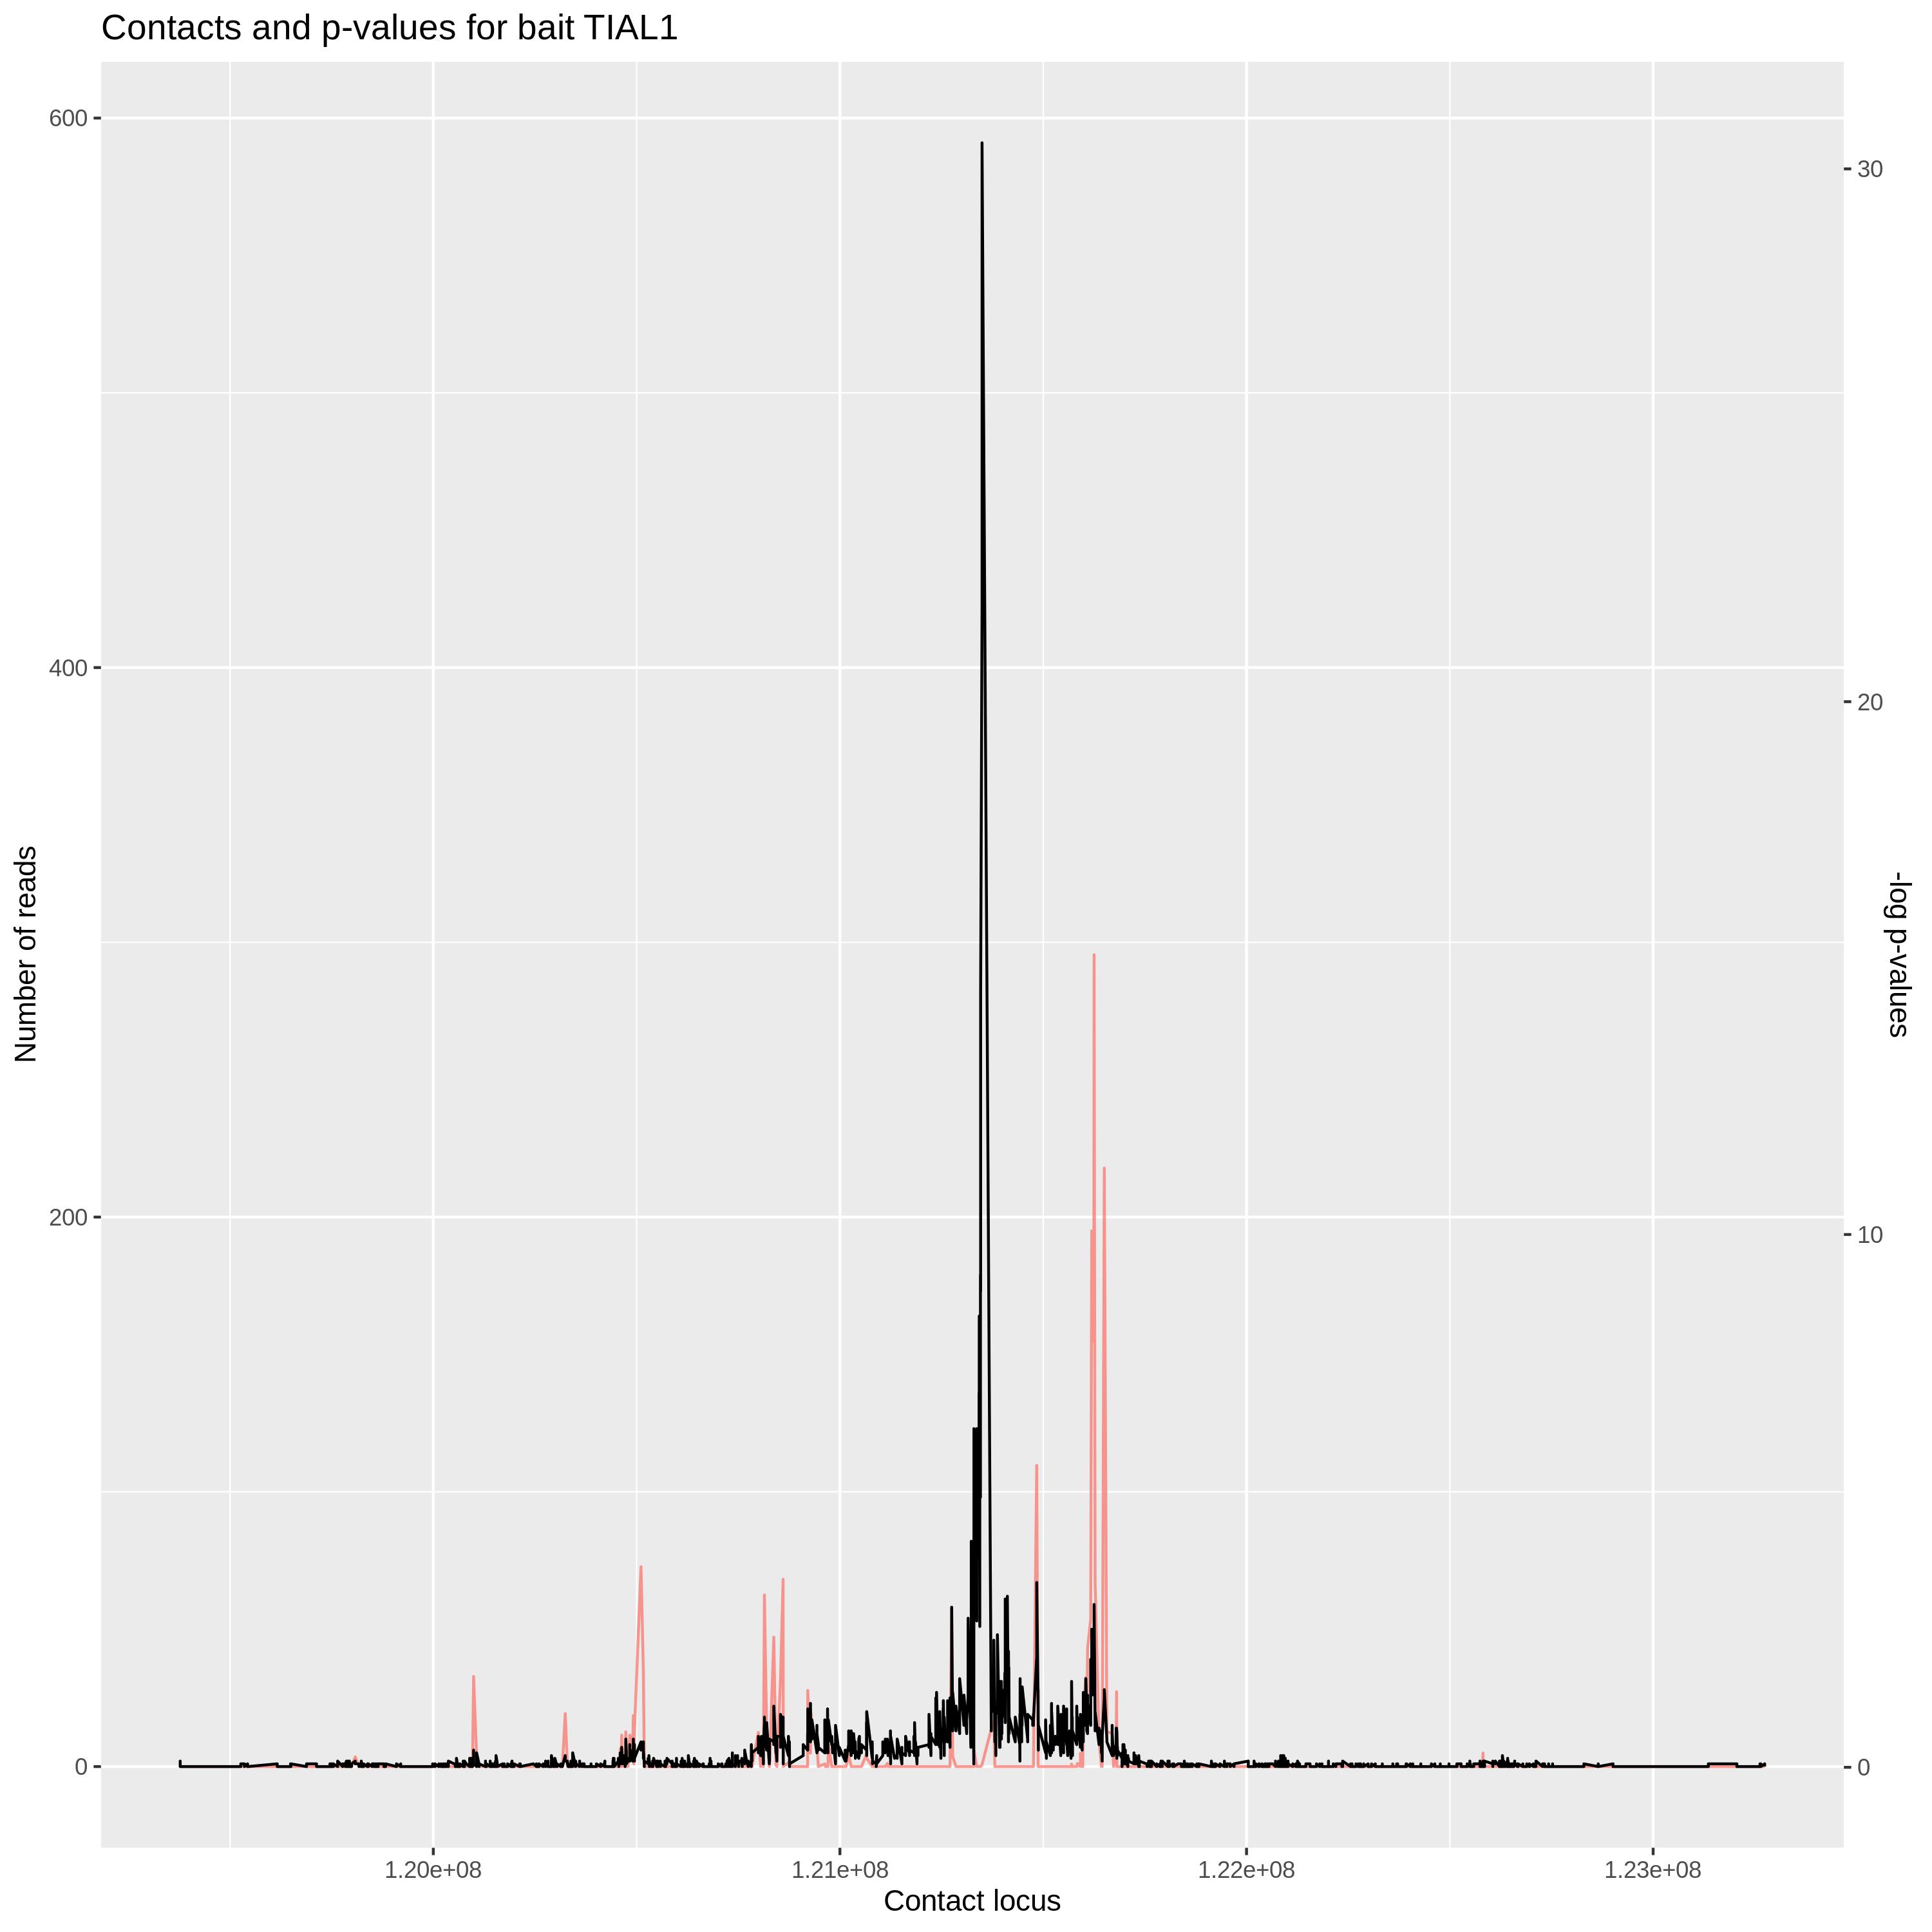 Contacts and p-values for bait TIAL1
600
400
200
0
Number of reads
30
20
10
0
-log p-values
1.20e+08
1.21e+08
1.22e+08
1.23e+08
Contact locus